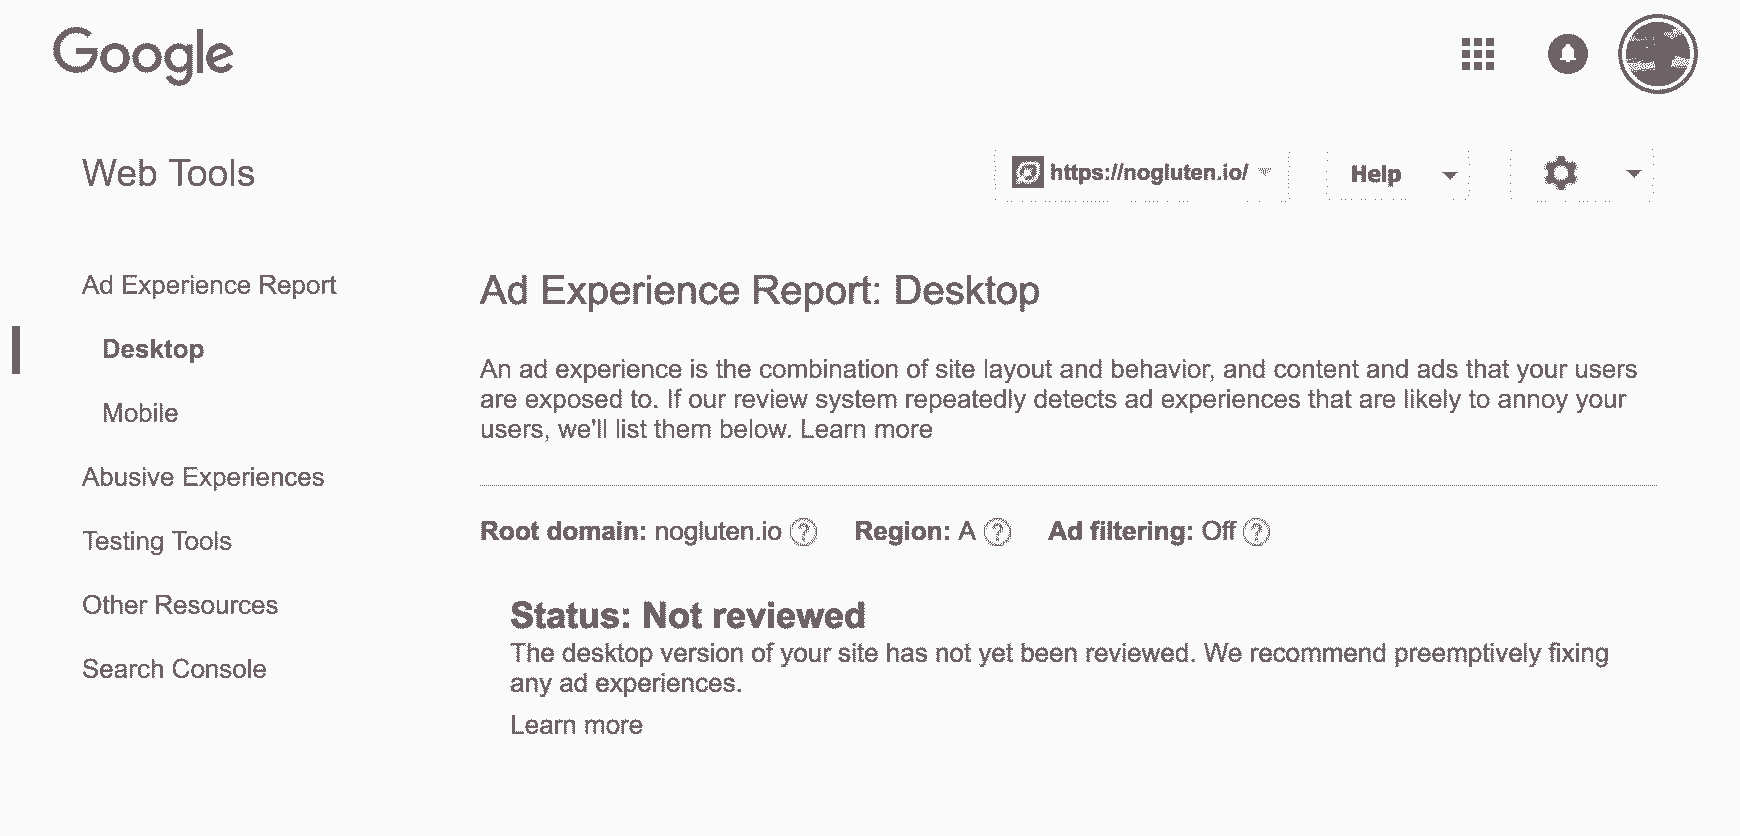 Google
Web Tools
https://nogluten.io/
Help
Ad Experience Report
Desktop
Mobile
Abusive Experiences
Testing Tools
Other Resources
Search Console
Ad Experience Report: Desktop
An ad experience is the combination of site layout and behavior, and content and ads that your users
are exposed to. If our review system repeatedly detects ad experiences that are likely to annoy your
users, we'll list them below. Learn more
Root domain: nogluten.io ? Region: A ? Ad filtering: Off ?
Status: Not reviewed
The desktop version of your site has not yet been reviewed. We recommend preemptively fixing
any ad experiences.
Learn more